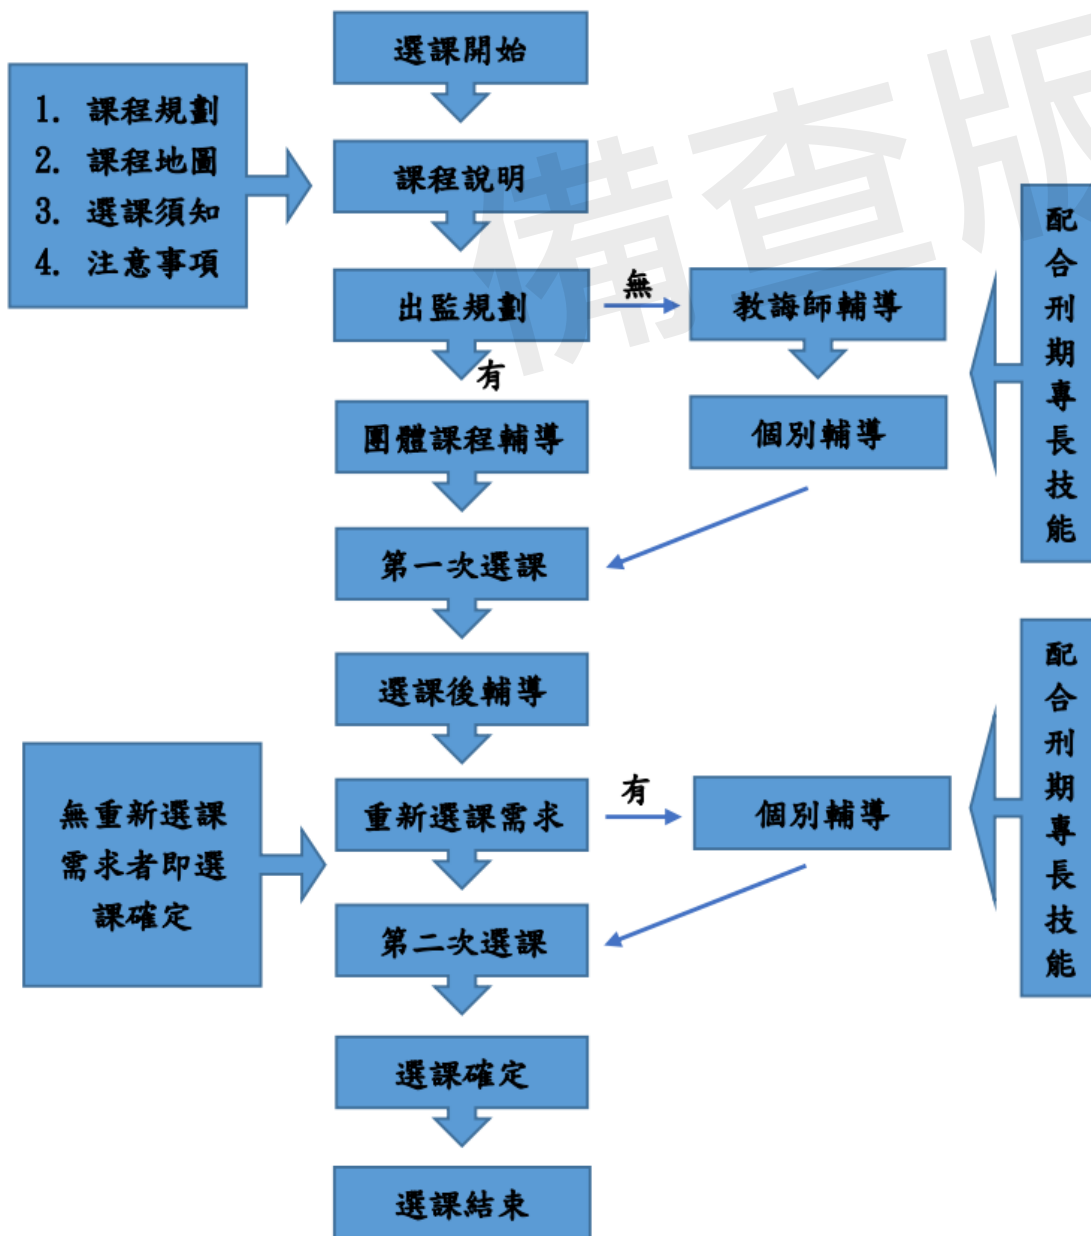 備查版
選課開始
1. 課程規劃
2. 課程地圖
3. 選課須知
4. 注意事項
課程說明
出監規劃
無
教誨師輔導
配合刑期專長技能
有
團體課程輔導
個別輔導
第一次選課
選課後輔導
無重新選課
需求者即選
課確定
重新選課需求
有
個別輔導
配合刑期專長技能
第二次選課
選課確定
選課結束